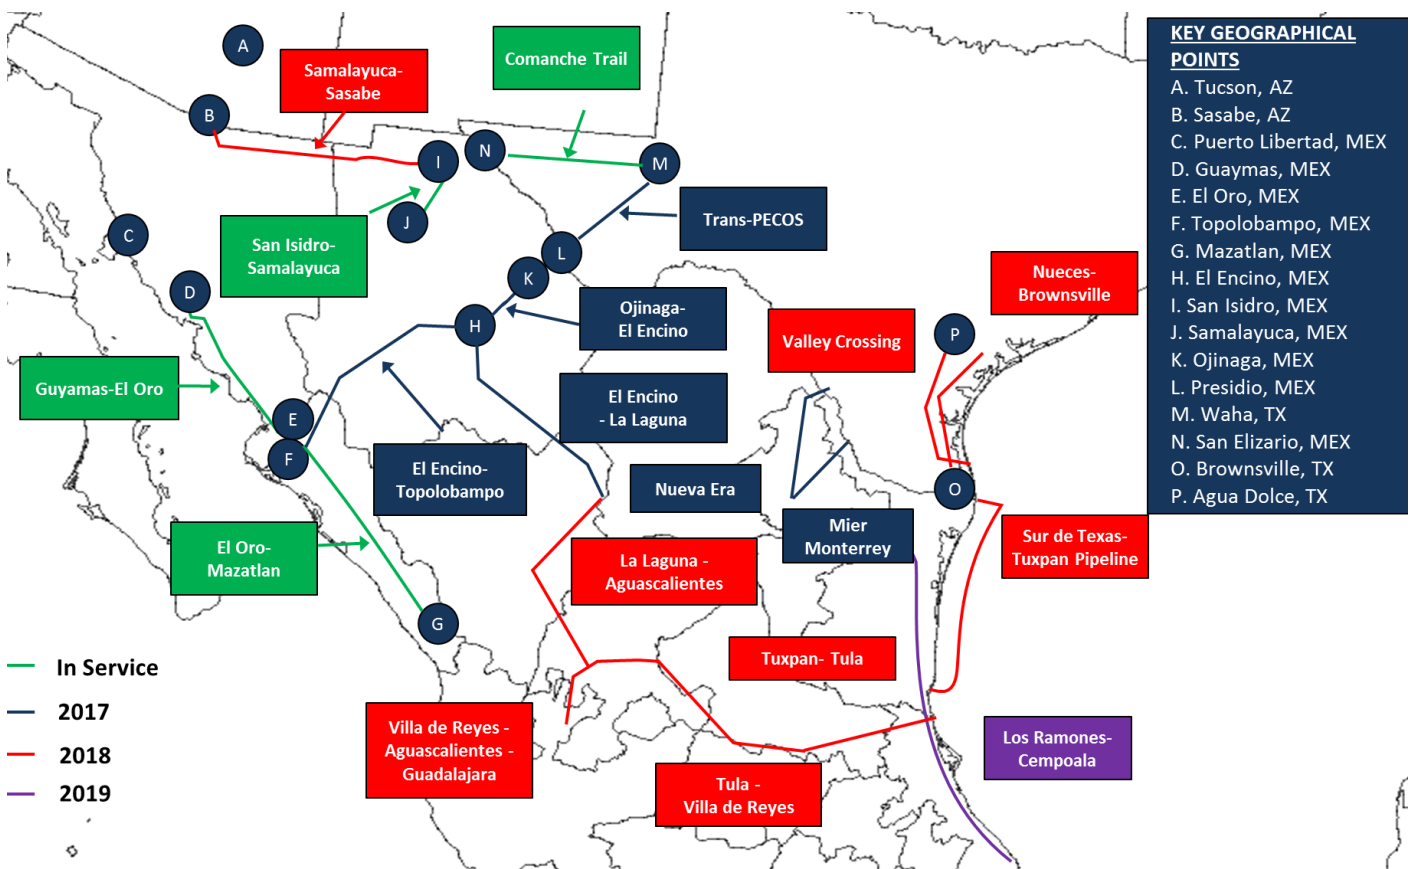 A
Samalayuca-
Sasabe
Comanche Trail
B
N
I
M
J
Trans-PECOS
C
San Isidro-
Samalayuca
L
K
D
Ojinaga-
El Encino
H
Nueces-
Brownsville
Valley Crossing
P
Guyamas-El Oro
El Encino
- La Laguna
E
F
El Encino-
Topolobampo
Nueva Era
O
Mier
Monterrey
El Oro-
Mazatlan
La Laguna -
Aguascalientes
Sur de Texas-
Tuxpan Pipeline
G
Tuxpan- Tula
Villa de Reyes -
Aguascalientes -
Guadalajara
Los Ramones-
Cempoala
Tula -
Villa de Reyes
In Service
2017
2018
2019
KEY GEOGRAPHICAL
POINTS
A. Tucson, AZ
B. Sasabe, AZ
C. Puerto Libertad, MEX
D. Guaymas, MEX
E. El Oro, MEX
F. Topolobampo, MEX
G. Mazatlan, MEX
H. El Encino, MEX
I. San Isidro, MEX
J. Samalayuca, MEX
K. Ojinaga, MEX
L. Presidio, MEX
M. Waha, TX
N. San Elizario, MEX
O. Brownsville, TX
P. Agua Dolce, TX